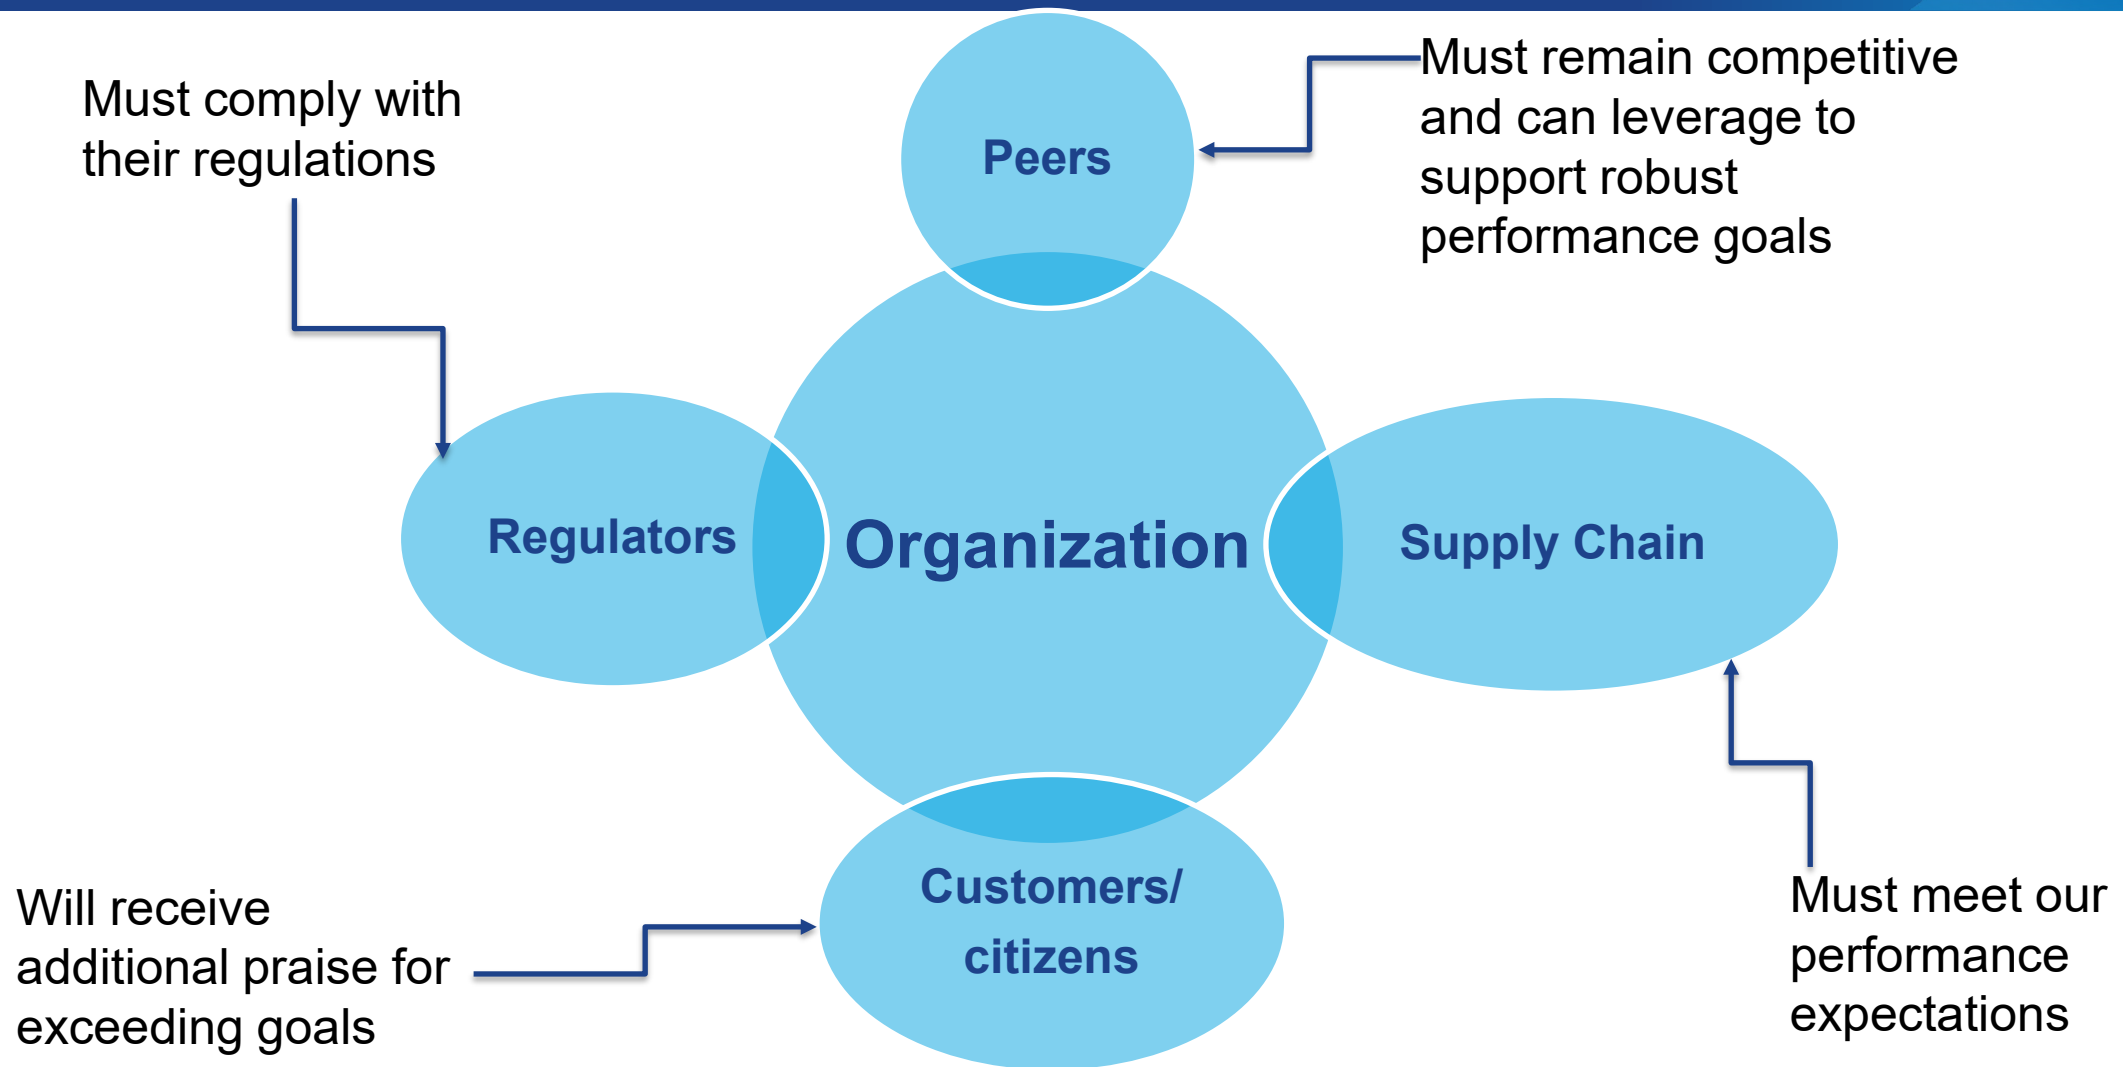 Must comply with
their regulations
Peers
Must remain competitive
and can leverage to
support robust
performance goals
Regulators
Organization
Supply Chain
Customers/
citizens
Will receive
additional praise for
exceeding goals
Must meet our
performance
expectations